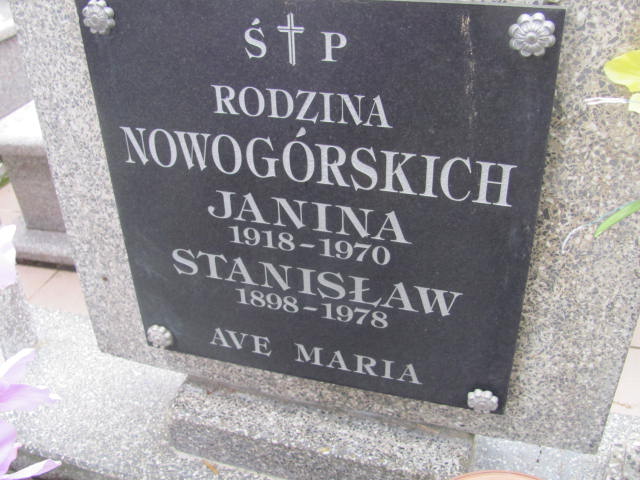 Ś † P
RODZINA
NOWOGÓRSKICH
JANINA
1918-1970
STANISŁAW
1898-1978
AVE MARIA